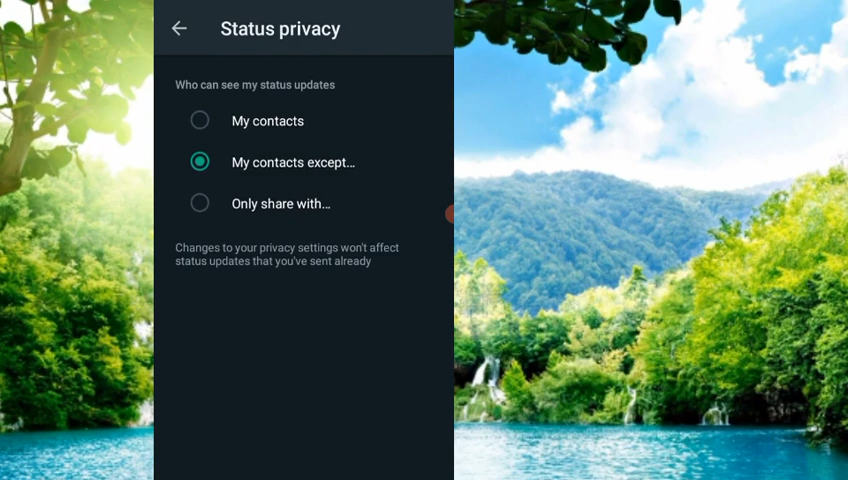 Status privacy
Who can see my status updates
My contacts
My contacts except...
Only share with...
Changes to your privacy settings won't affect
status updates that you've sent already